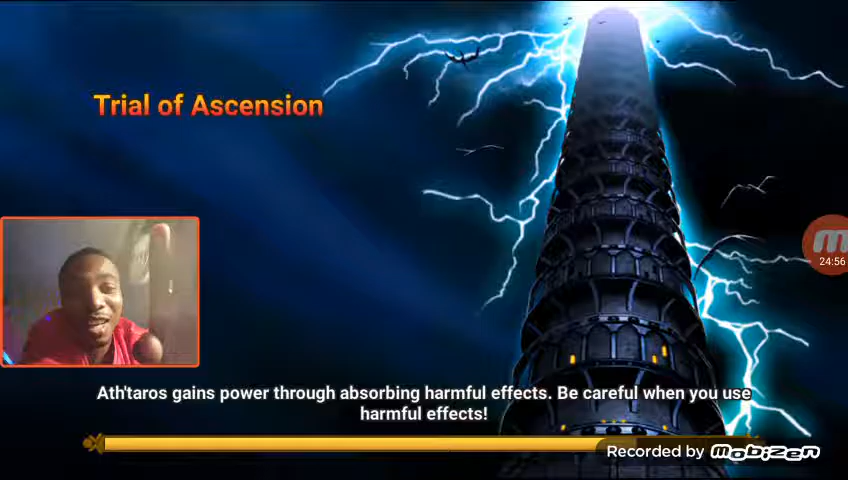 Trial of Ascension
24:56
Ath'taros gains power through absorbing harmful effects. Be careful when you use
harmful effects!
Recorded by Mobizen